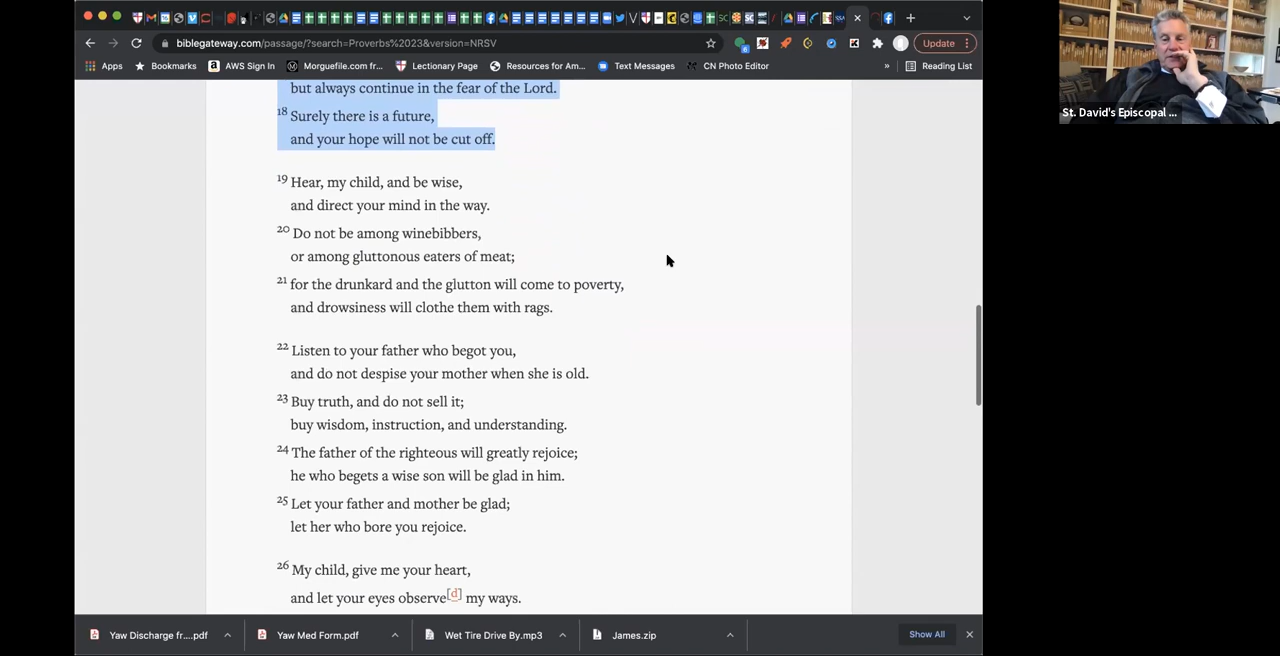 biblegateway.com/passage/?search=Proverbs%2023&version=NRSV
Update
Apps
Bookmarks
AWS Sign In
Morguefile.com fr...
Lectionary Page
Resources for Am...
Text Messages
CN Photo Editor
»
Reading List
St. David's Episcopal ...
but always continue in the fear of the Lord.
18 Surely there is a future,
and your hope will not be cut off.
19 Hear, my child, and be wise,
and direct your mind in the way.
20 Do not be among winebibbers,
or among gluttonous eaters of meat;
21 for the drunkard and the glutton will come to poverty,
and drowsiness will clothe them with rags.
22 Listen to your father who begot you,
and do not despise your mother when she is old.
23 Buy truth, and do not sell it;
buy wisdom, instruction, and understanding.
24 The father of the righteous will greatly rejoice;
he who begets a wise son will be glad in him.
25 Let your father and mother be glad;
let her who bore you rejoice.
26 My child, give me your heart,
and let your eyes observe[d] my ways.
Yaw Discharge fr....pdf
Yaw Med Form.pdf
Wet Tire Drive By.mp3
James.zip
Show All